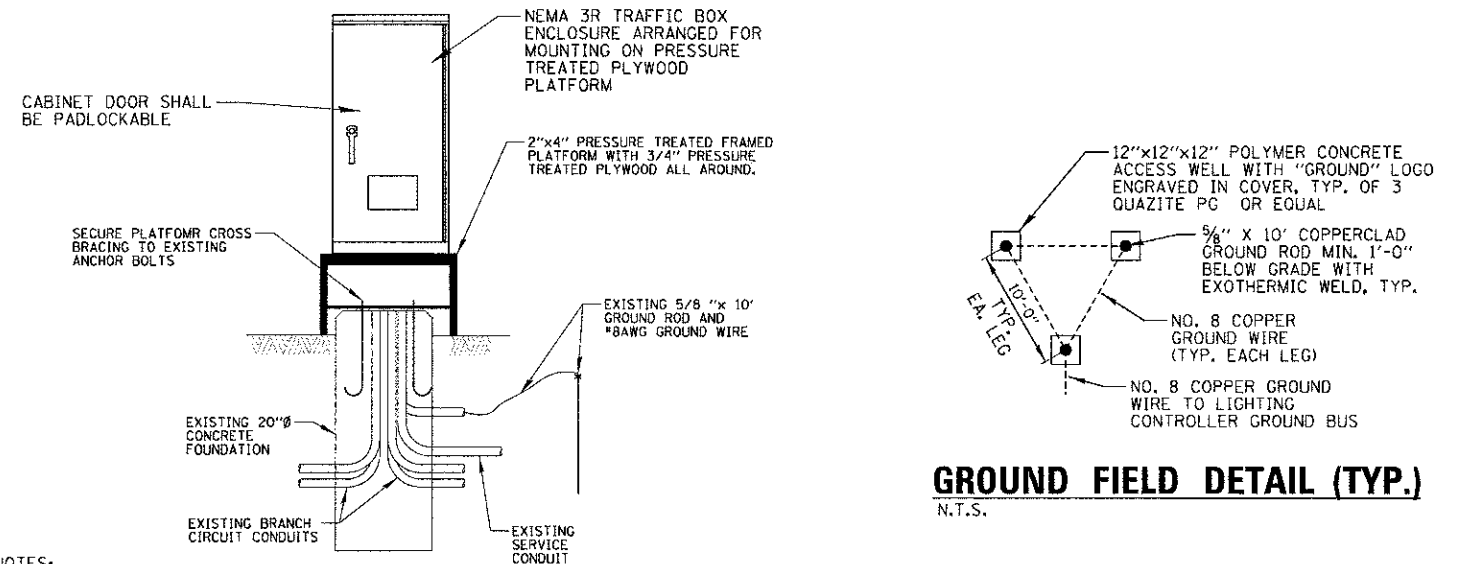 NEMA 3R TRAFFIC BOX
ENCLOSURE ARRANGED FOR
MOUNTING ON PRESSURE
TREATED PLYWOOD
PLATFORM
CABINET DOOR SHALL
BE PADLOCKABLE
2"x4" PRESSURE TREATED FRAMED
PLATFORM WITH 3/4" PRESSURE
TREATED PLYWOOD ALL AROUND.
SECURE PLATFOMR CROSS
BRACING TO EXISTING
ANCHOR BOLTS
EXISTING 5/8 "x 10'
GROUND ROD AND
#8AWG GROUND WIRE
EXISTING 20"Ø
CONCRETE
FOUNDATION
EXISTING BRANCH
CIRCUIT CONDUITS
EXISTING
SERVICE
CONDUIT
NOTES:
12"x12"x12" POLYMER CONCRETE
ACCESS WELL WITH "GROUND" LOGO
ENGRAVED IN COVER, TYP. OF 3
QUAZITE PG OR EQUAL
5/8" X 10' COPPERCLAD
GROUND ROD MIN. 1'-0"
BELOW GRADE WITH
EXOTHERMIC WELD, TYP.
10'-0"
TYP.
EA. LEG
NO. 8 COPPER
GROUND WIRE
(TYP. EACH LEG)
NO. 8 COPPER GROUND
WIRE TO LIGHTING
CONTROLLER GROUND BUS
GROUND FIELD DETAIL (TYP.)
N.T.S.